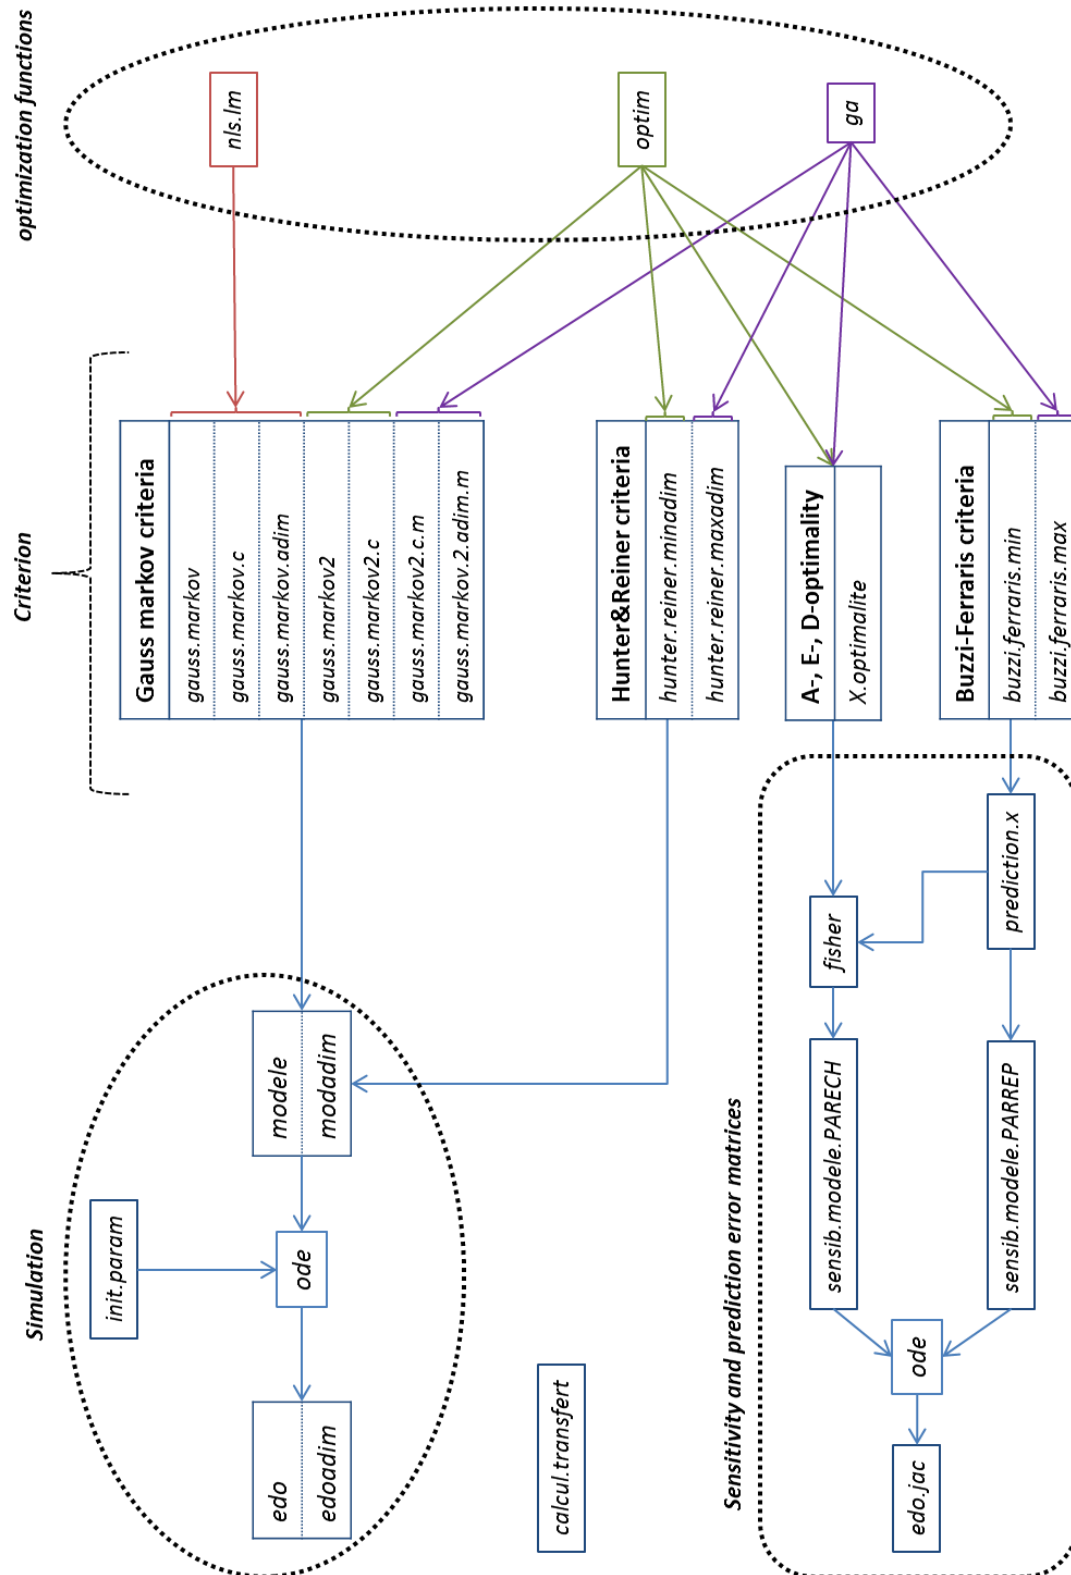 optimization functions
nls.lm
optim
ga
Criterion
Gauss markov criteria
gauss.markov
gauss.markov.c
gauss.markov.adim
gauss.markov2
gauss.markov2.c
gauss.markov2.c.m
gauss.markov.2.adim.m
Hunter&Reiner criteria
hunter.reiner.minadim
hunter.reiner.maxadim
A-, E-, D-optimality
X.optimalite
Buzzi-Ferraris criteria
buzzi.ferraris.min
buzzi.ferraris.max
Simulation
init.param
modele
modadim
ode
edo
edoadim
calcul.transfert
Sensitivity and prediction error matrices
fisher
prediction.x
sensib.modele.PARECH
sensib.modele.PARREP
ode
edo.jac